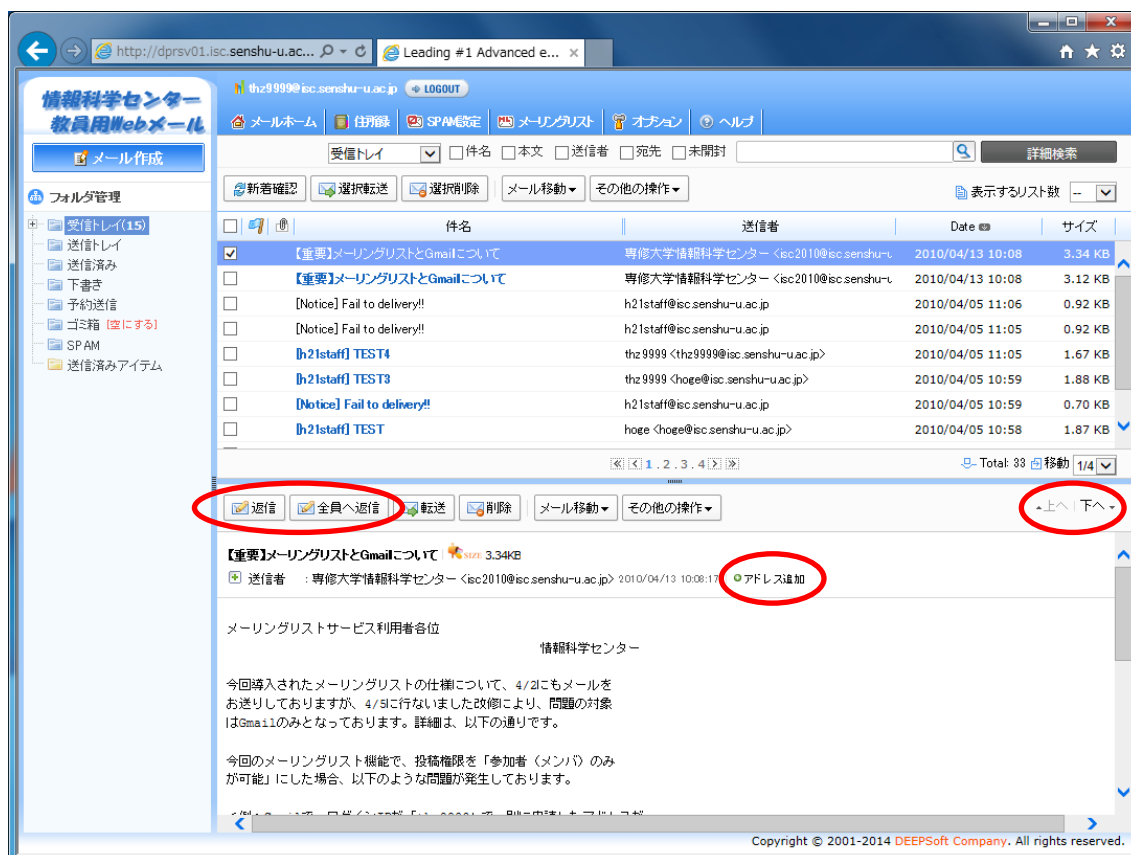 http://dprsv01.isc.senshu-u.ac...
Leading #1 Advanced e...
情報科学センター
教員用Webメール
thz9999@isc.senshu-u.ac.jp LOGOUT
メールホーム 住所録 SPAM設定 メーリングリスト オプション ヘルプ
メール作成
受信トレイ 件名 本文 送信者 宛先 未開封 詳細検索
フォルダ管理
新着確認 選択転送 選択削除 メール移動 その他の操作 表示するリスト数 --
受信トレイ(15)
送信トレイ
送信済み
下書き
予約送信
ゴミ箱 [空にする]
SPAM
送信済みアイテム
件名 送信者 Date サイズ
【重要】メーリングリストとGmailについて 専修大学情報科学センター <isc2010@isc.senshu-u 2010/04/13 10:08 3.34 KB
【重要】メーリングリストとGmailについて 専修大学情報科学センター <isc2010@isc.senshu-u 2010/04/13 10:08 3.12 KB
[Notice] Fail to delivery!! h21staff@isc.senshu-u.ac.jp 2010/04/05 11:06 0.92 KB
[Notice] Fail to delivery!! h21staff@isc.senshu-u.ac.jp 2010/04/05 11:05 0.92 KB
[h21staff] TEST4 thz9999 <thz9999@isc.senshu-u.ac.jp> 2010/04/05 11:05 1.67 KB
[h21staff] TEST3 thz9999 <hoge@isc.senshu-u.ac.jp> 2010/04/05 10:59 1.88 KB
[Notice] Fail to delivery!! h21staff@isc.senshu-u.ac.jp 2010/04/05 10:59 0.70 KB
[h21staff] TEST hoge <hoge@isc.senshu-u.ac.jp> 2010/04/05 10:58 1.87 KB
1 . 2 . 3 . 4 Total: 33 移動 1/4
返信 全員へ返信 転送 削除 メール移動 その他の操作 上へ 下へ
【重要】メーリングリストとGmailについて SIZE 3.34KB
送信者 : 専修大学情報科学センター <isc2010@isc.senshu-u.ac.jp> 2010/04/13 10:08:17 アドレス追加
メーリングリストサービス利用者各位
情報科学センター
今回導入されたメーリングリストの仕様について、4/2にもメールを
お送りしておりますが、4/5に行ないました改修により、問題の対象
はGmailのみとなっております。詳細は、以下の通りです。
今回のメーリングリスト機能で、投稿権限を「参加者（メンバ）のみ
が可能」にした場合、以下のような問題が発生しております。
Copyright © 2001-2014 DEEPSoft Company. All rights reserved.